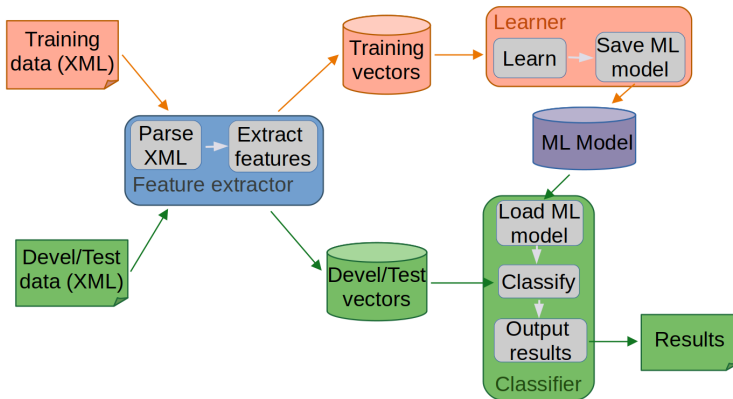 Training
data (XML)
Training
vectors
Learner
Learn
Save ML
model
Parse
XML
Extract
features
Feature extractor
ML Model
Devel/Test
data (XML)
Devel/Test
vectors
Load ML
model
Classify
Output
results
Classifier
Results